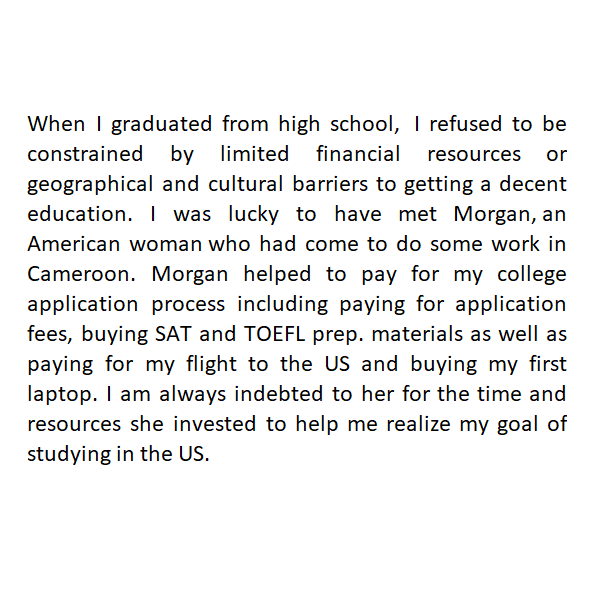 When I graduated from high school, I refused to be
constrained by limited financial resources or
geographical and cultural barriers to getting a decent
education. I was lucky to have met Morgan, an
American woman who had come to do some work in
Cameroon. Morgan helped to pay for my college
application process including paying for application
fees, buying SAT and TOEFL prep. materials as well as
paying for my flight to the US and buying my first
laptop. I am always indebted to her for the time and
resources she invested to help me realize my goal of
studying in the US.